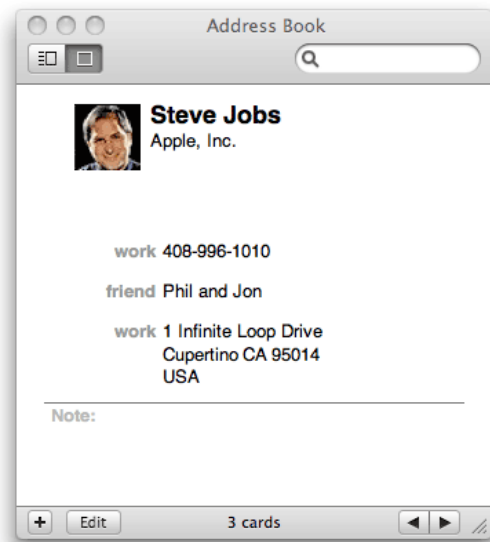 Address Book
Steve Jobs
Apple, Inc.
work 408-996-1010
friend Phil and Jon
work 1 Infinite Loop Drive
Cupertino CA 95014
USA
Note:
+ Edit 3 cards